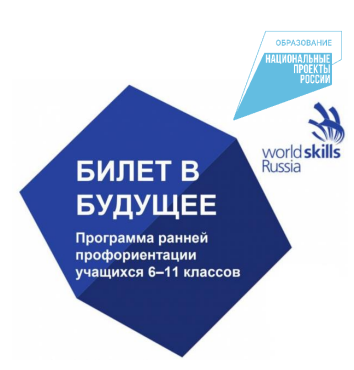 ОБРАЗОВАНИЕ
НАЦИОНАЛЬНЫЕ
ПРОЕКТЫ
РОССИИ
worldskills
Russia
БИЛЕТ В
БУДУЩЕЕ
Программа ранней
профориентации
учащихся 6–11 классов